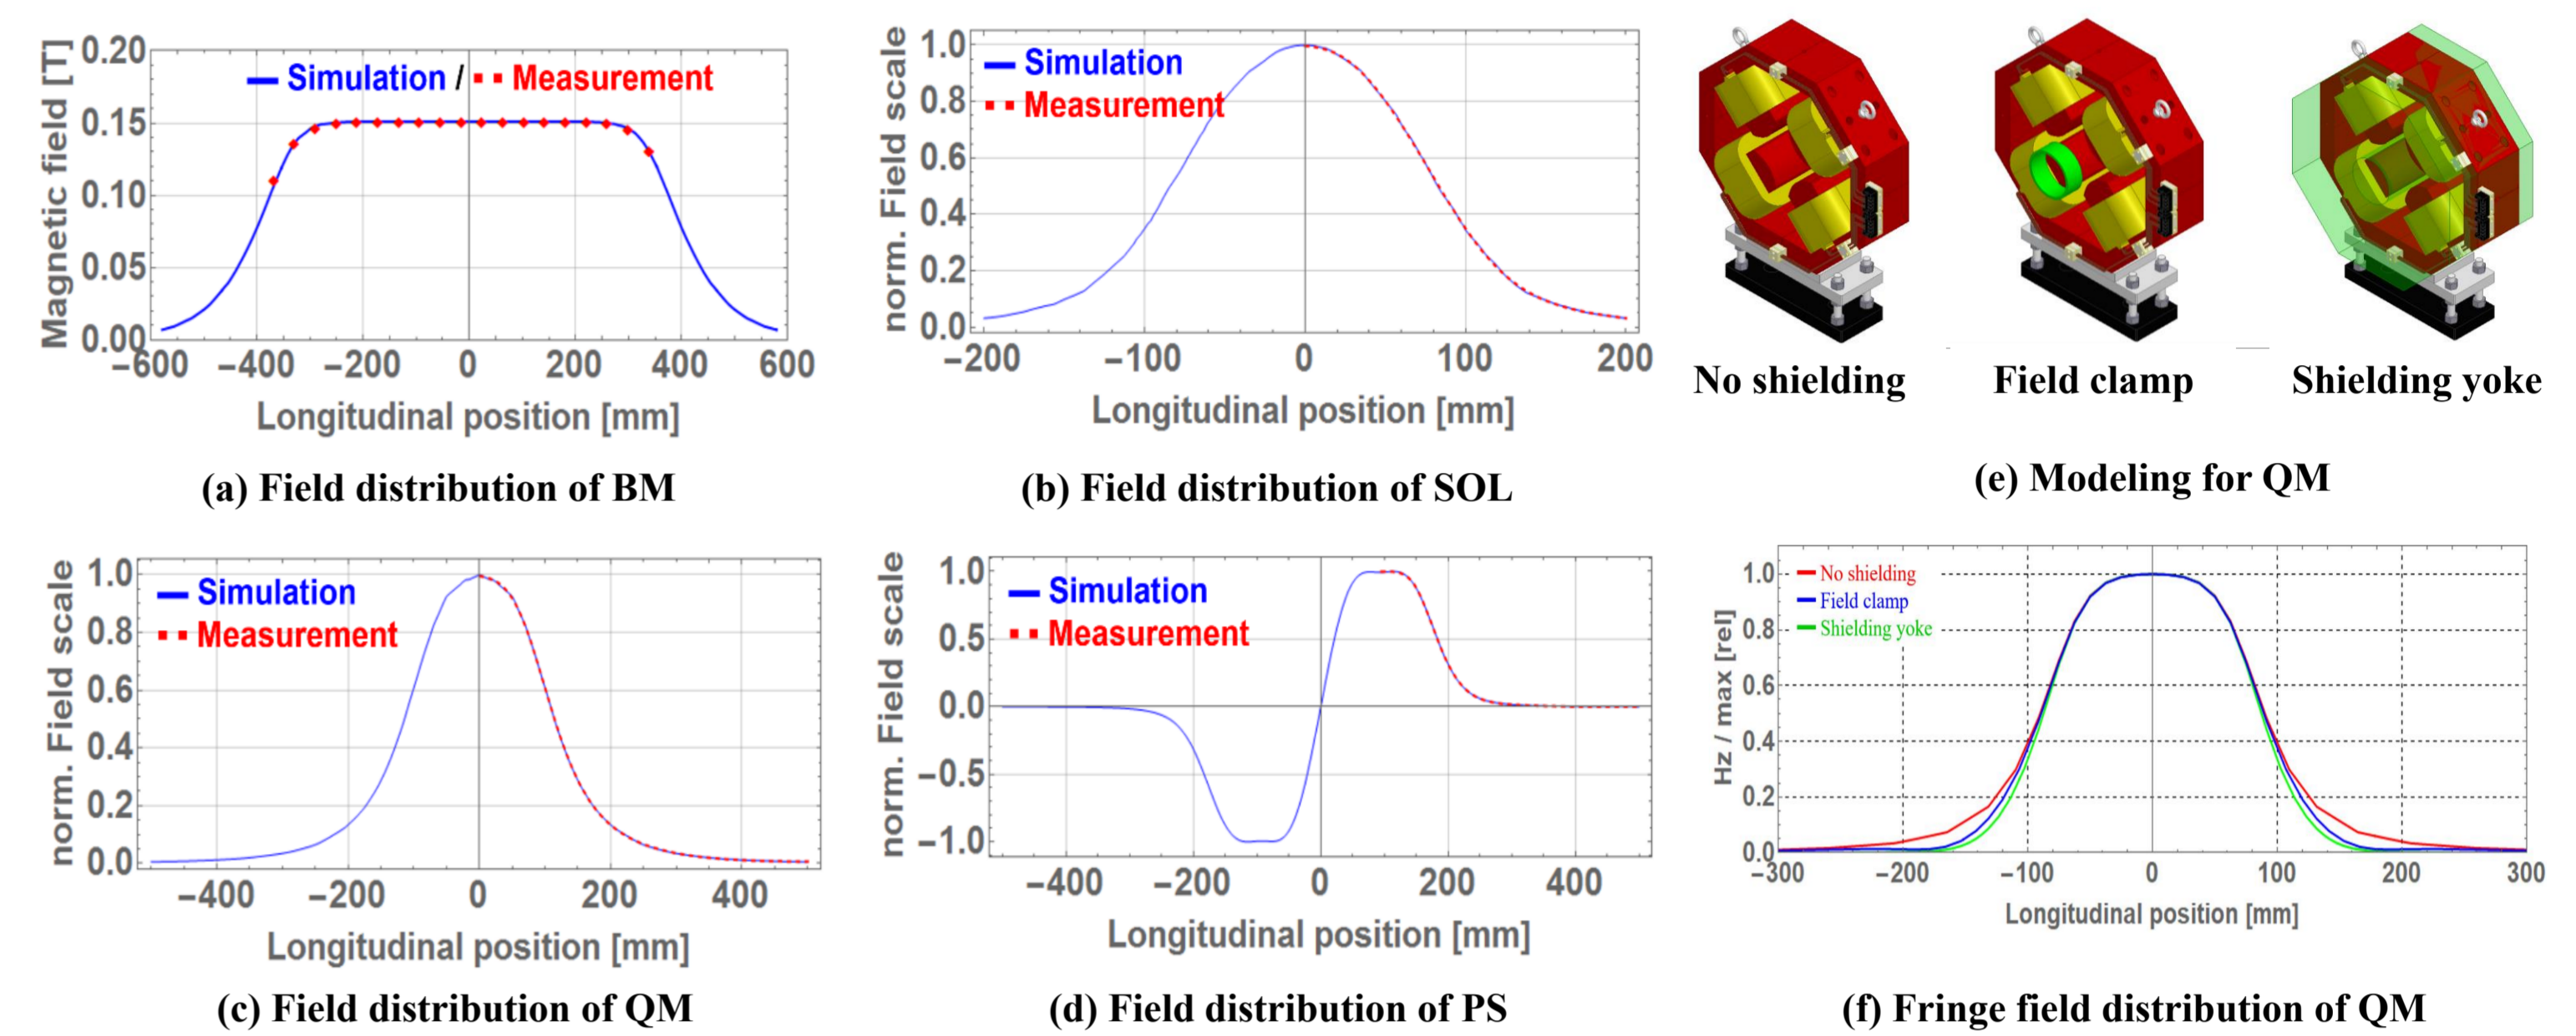 Magnetic field [T]
0.20
0.15
0.10
0.05
0.00
Simulation / Measurement
−600 −400 −200 0 200 400 600
Longitudinal position [mm]
(a) Field distribution of BM
norm. Field scale
1.0
0.8
0.6
0.4
0.2
0.0
Simulation
Measurement
−200 −100 0 100 200
Longitudinal position [mm]
(b) Field distribution of SOL
No shielding Field clamp Shielding yoke
(e) Modeling for QM
norm. Field scale
1.0
0.8
0.6
0.4
0.2
0.0
Simulation
Measurement
−400 −200 0 200 400
Longitudinal position [mm]
(c) Field distribution of QM
norm. Field scale
1.0
0.5
0.0
−0.5
−1.0
Simulation
Measurement
−400 −200 0 200 400
Longitudinal position [mm]
(d) Field distribution of PS
Hz / max [rel]
1.0
0.8
0.6
0.4
0.2
0.0
No shielding
Field clamp
Shielding yoke
−300 −200 −100 0 100 200 300
Longitudinal position [mm]
(f) Fringe field distribution of QM